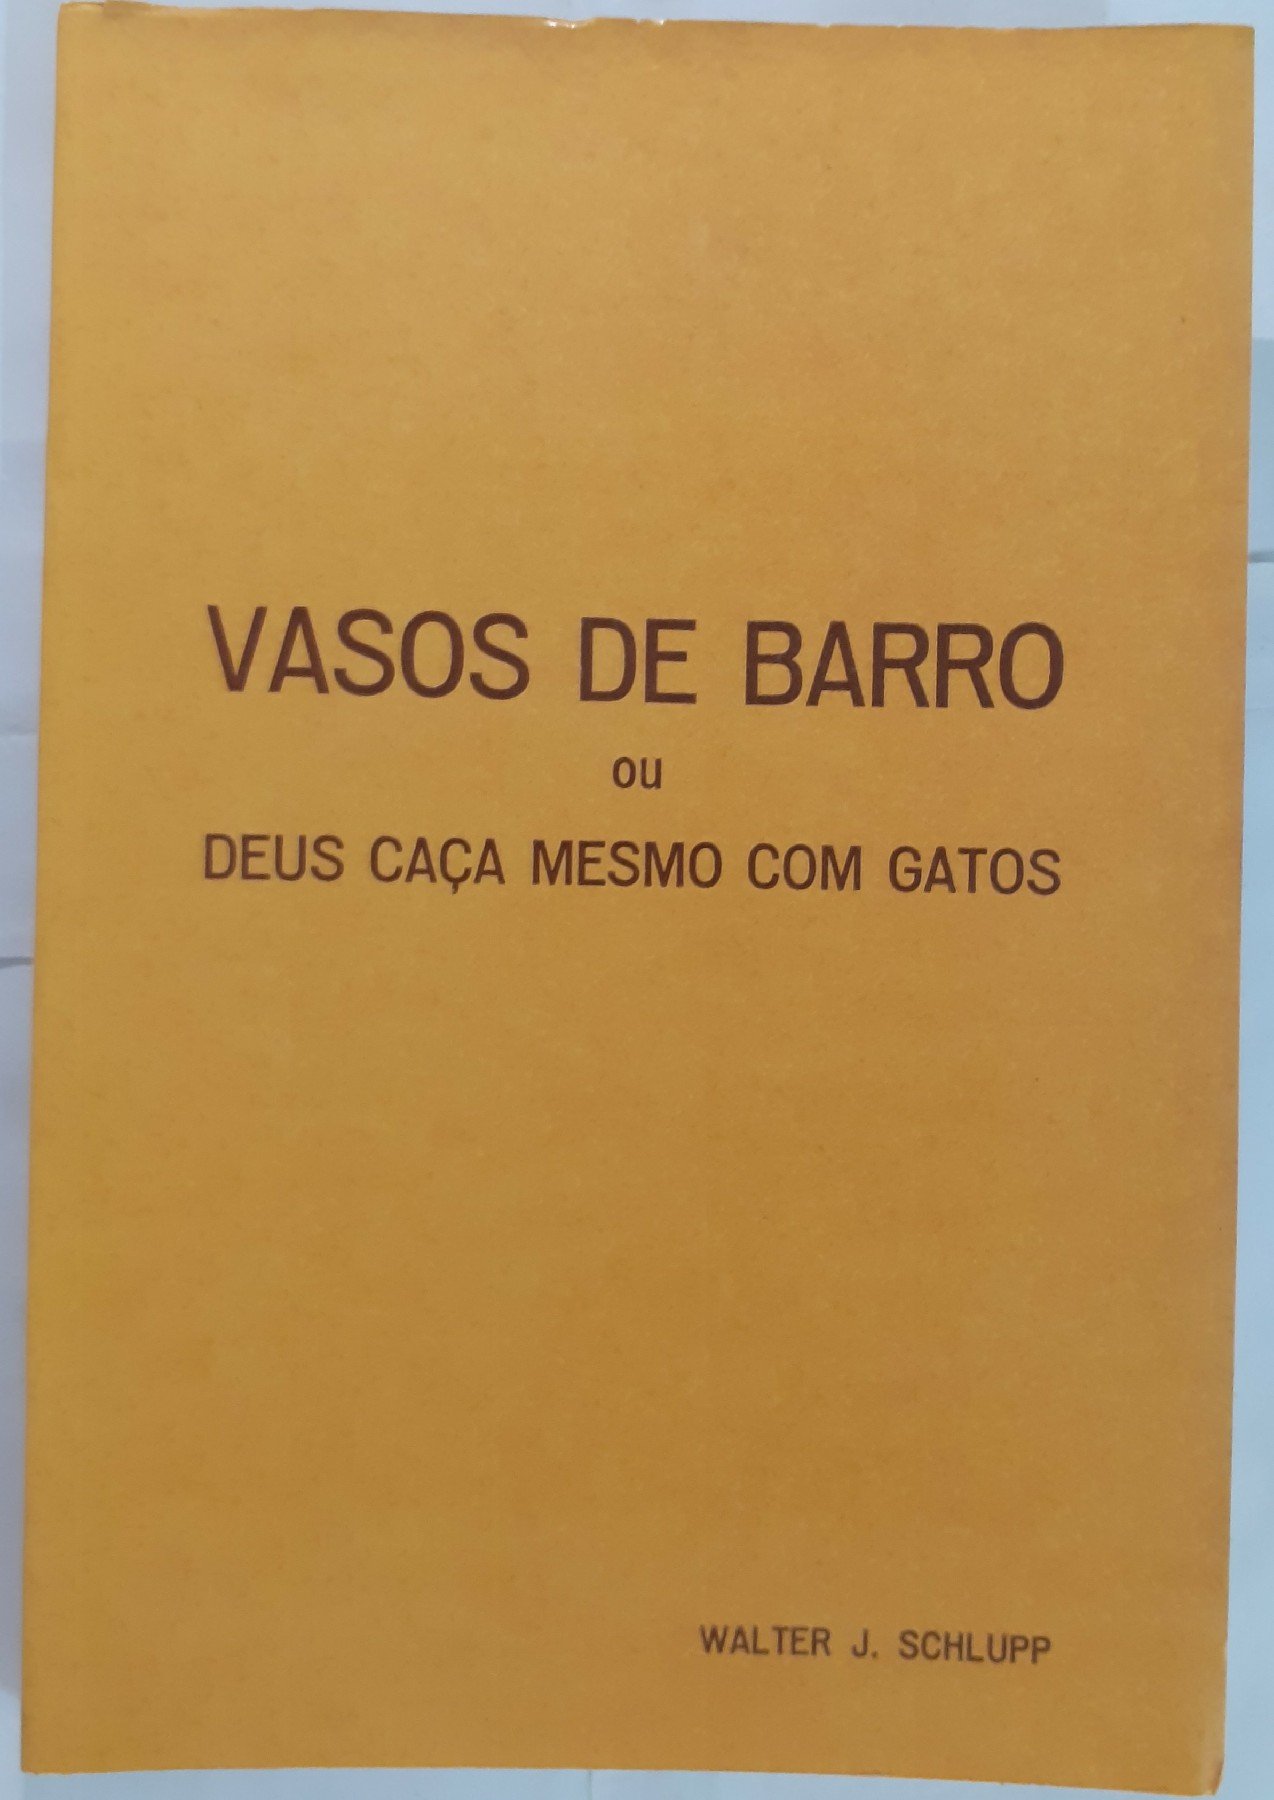 VASOS DE BARRO
ou
DEUS CAÇA MESMO COM GATOS
WALTER J. SCHLUPP